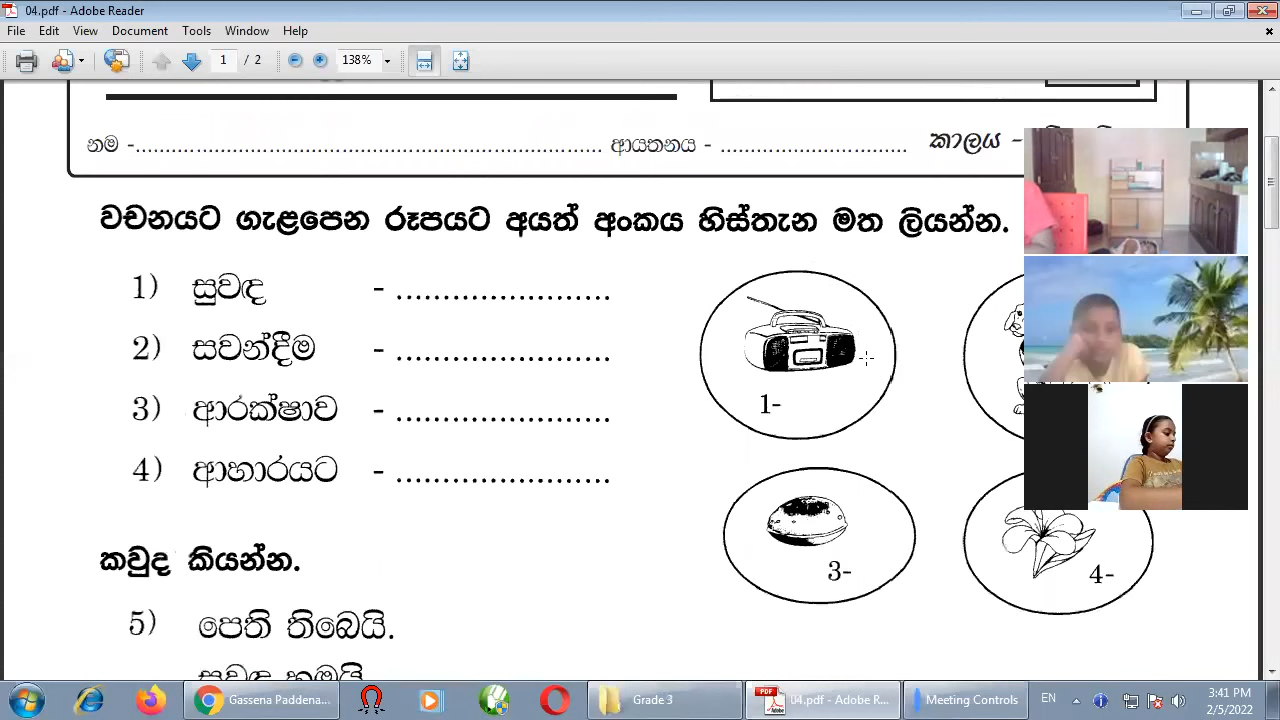 04.pdf - Adobe Reader
File Edit View Document Tools Window Help
1 / 2 138%
නම -.............................................................................. ආයතනය - ................................ කාලය -
වචනයට ගැළපෙන රූපයට අයත් අංකය හිස්තැන මත ලියන්න.
1) සුවඳ - .......................
2) සවන්දීම - .......................
3) ආරක්ෂාව - .......................
4) ආහාරයට - .......................
1-
3-
4-
කවුද කියන්න.
5) පෙති තිබෙයි.
සුවඳ හමයි.
Gassena Paddena... Grade 3 04.pdf - Adobe R... Meeting Controls EN 3:41 PM
2/5/2022